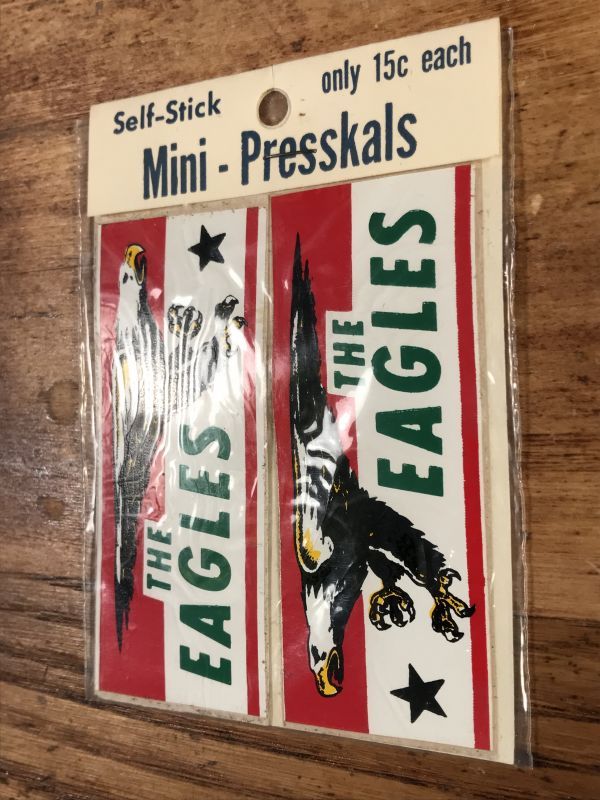 Self-Stick
only 15c each
Mini - Presskals
THE
EAGLES
THE
EAGLES